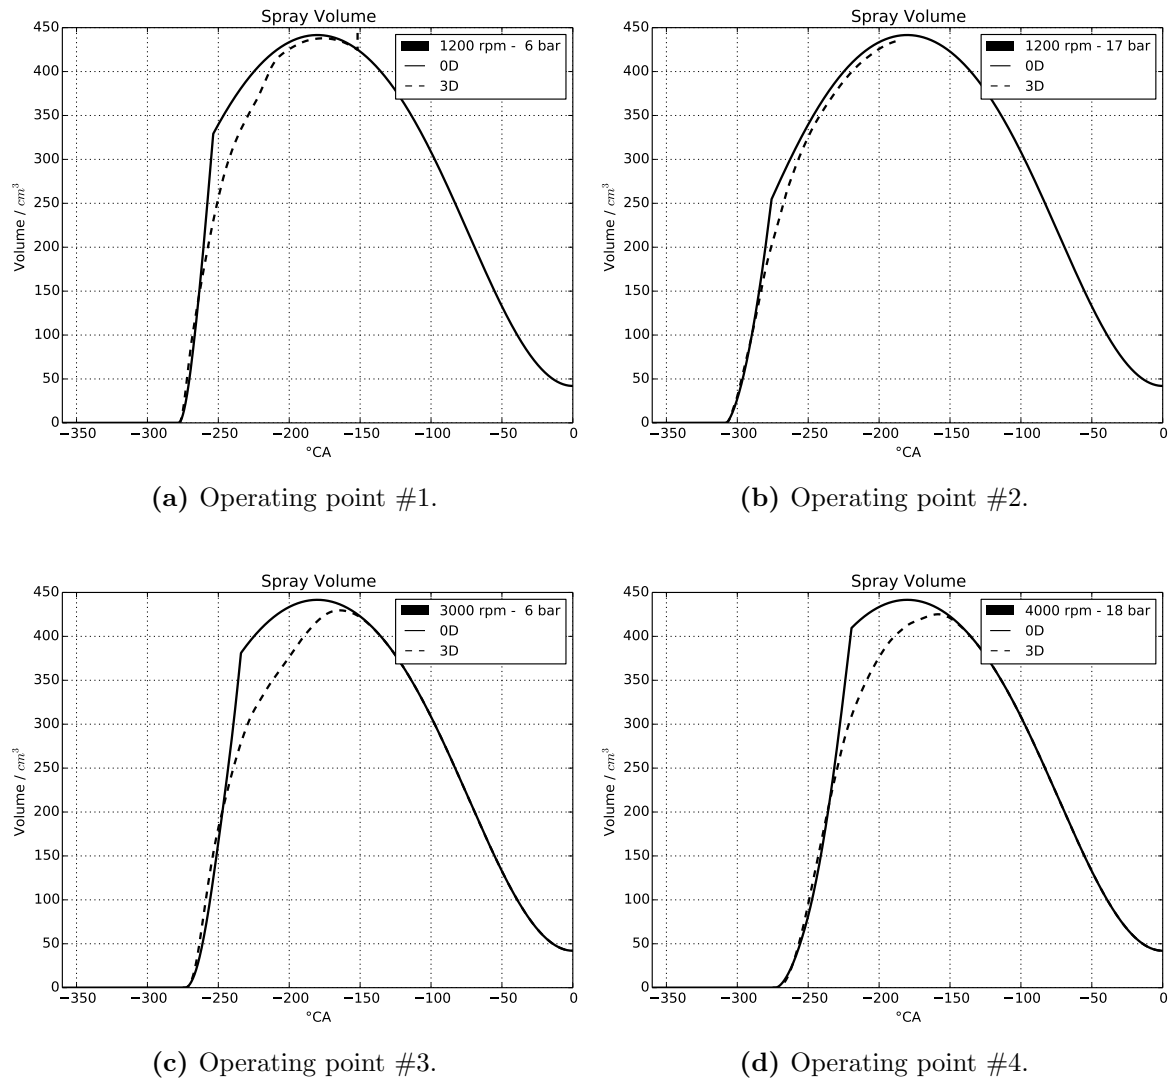 Spray Volume
450
400
350
300
250
200
150
100
50
0
Volume / cm³
1200 rpm -  6 bar
0D
3D
−350 −300 −250 −200 −150 −100 −50 0
°CA
(a) Operating point #1.
Spray Volume
450
400
350
300
250
200
150
100
50
0
Volume / cm³
1200 rpm - 17 bar
0D
3D
−350 −300 −250 −200 −150 −100 −50 0
°CA
(b) Operating point #2.
Spray Volume
450
400
350
300
250
200
150
100
50
0
Volume / cm³
3000 rpm -  6 bar
0D
3D
−350 −300 −250 −200 −150 −100 −50 0
°CA
(c) Operating point #3.
Spray Volume
450
400
350
300
250
200
150
100
50
0
Volume / cm³
4000 rpm - 18 bar
0D
3D
−350 −300 −250 −200 −150 −100 −50 0
°CA
(d) Operating point #4.